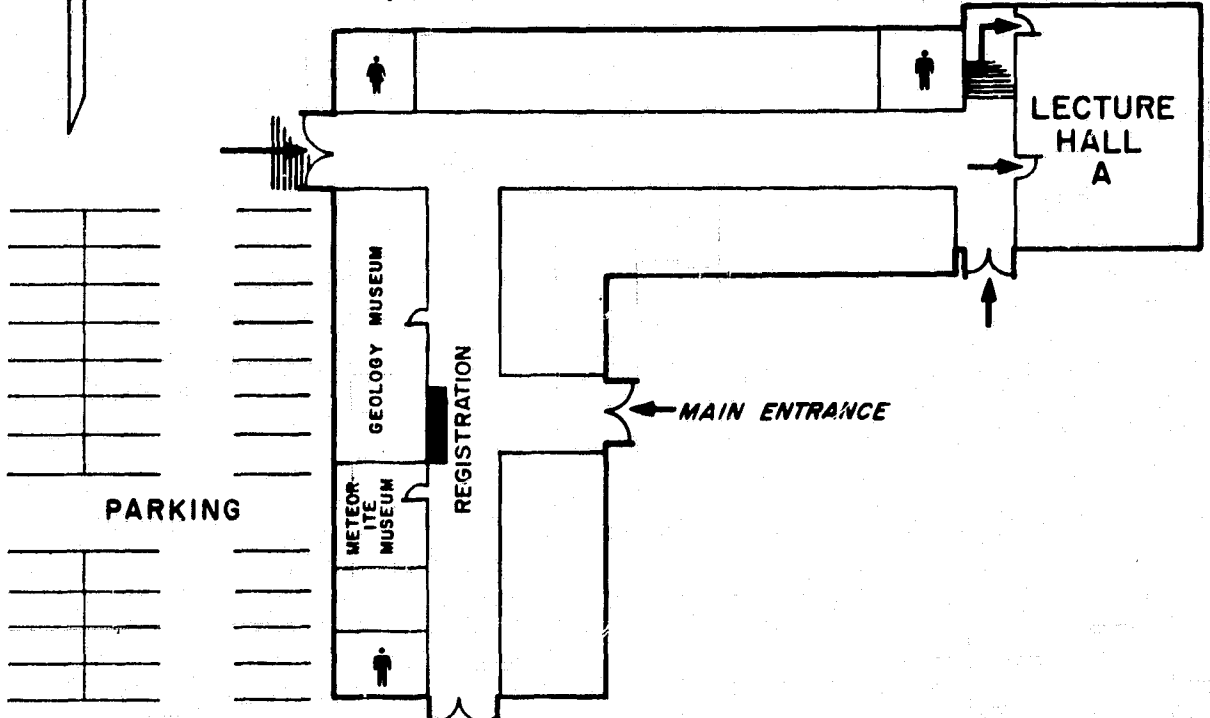 LECTURE
HALL
A
GEOLOGY MUSEUM
REGISTRATION
MAIN ENTRANCE
METEOR-
ITE
MUSEUM
PARKING